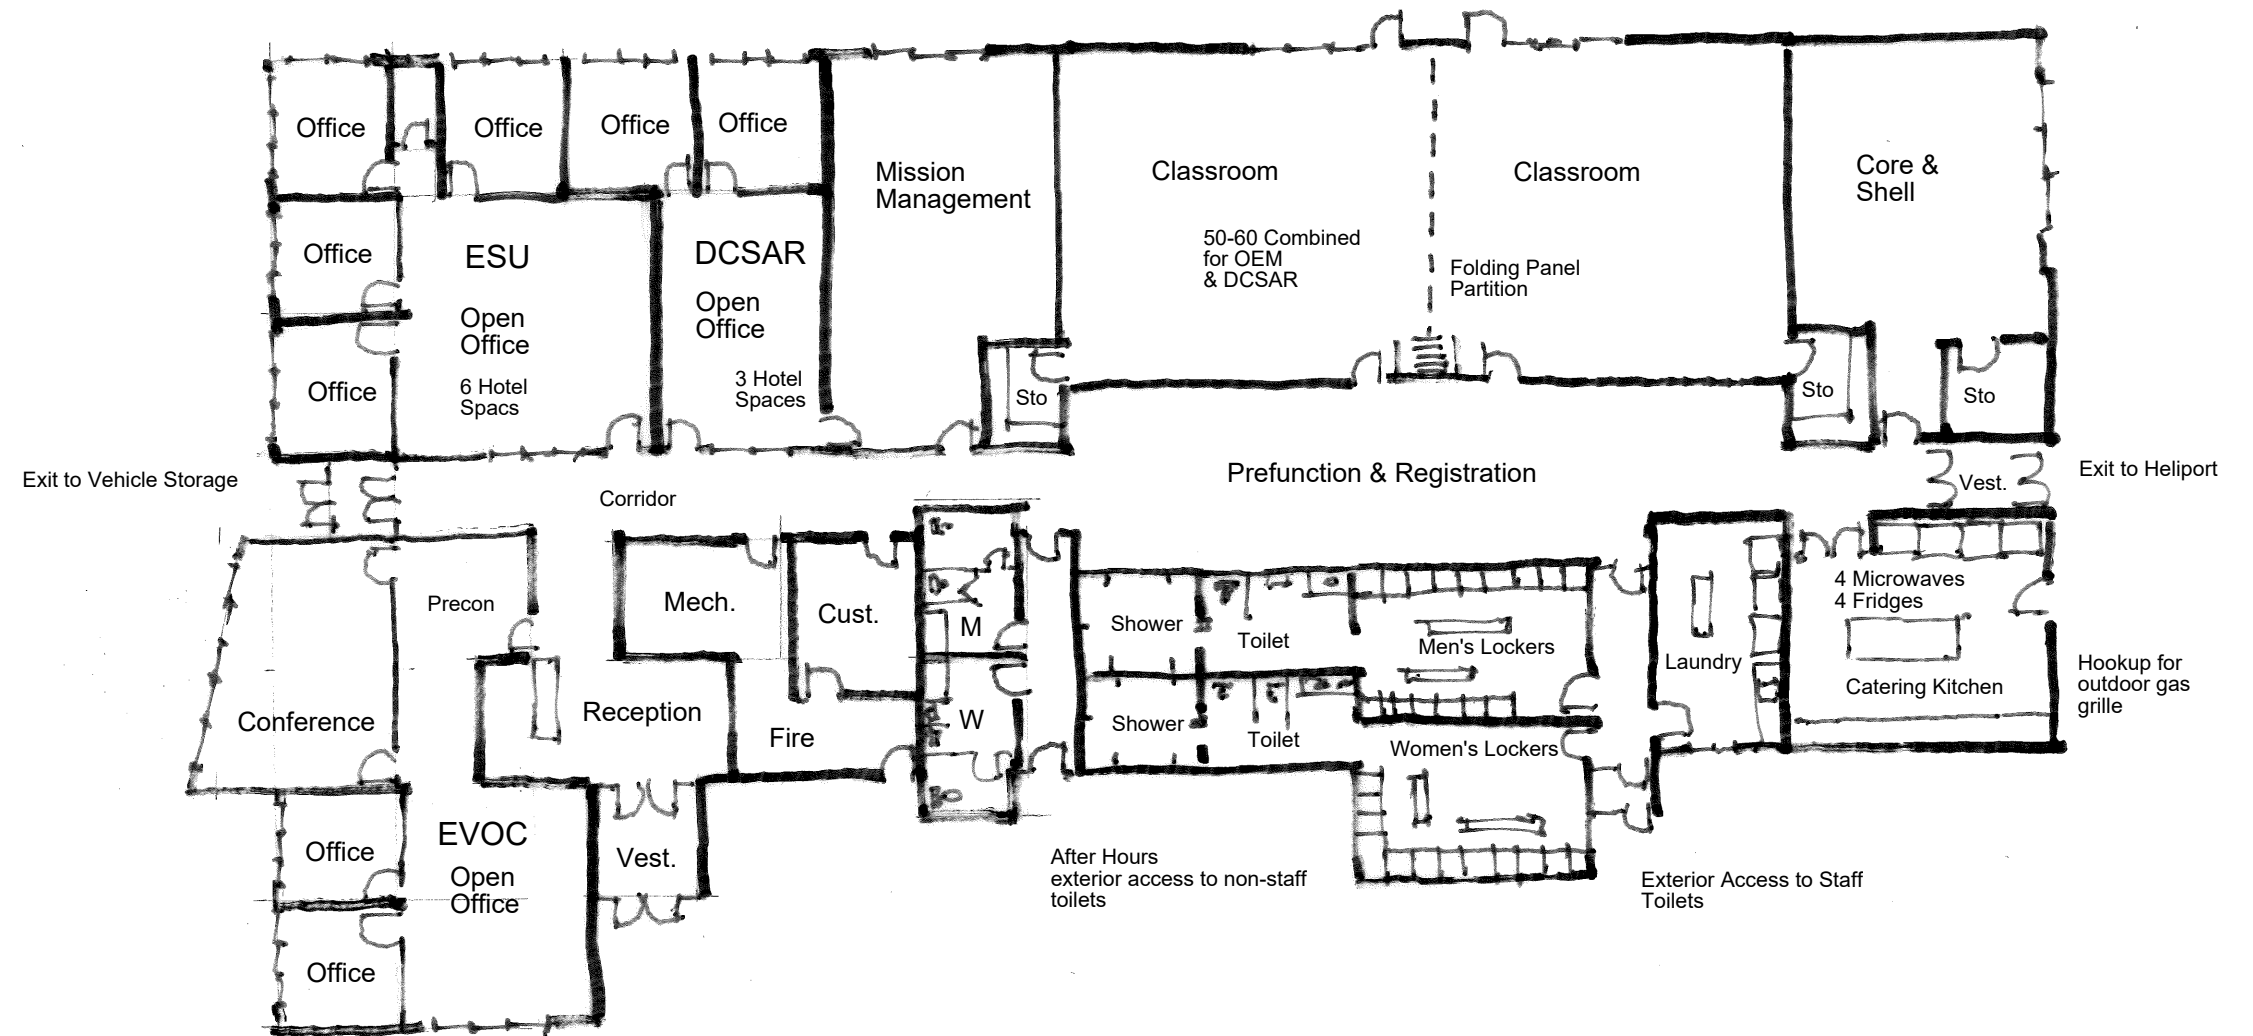 Office
Office
Office
Office
Mission
Management
Classroom
Classroom
Core &
Shell
Office
ESU
DCSAR
50-60 Combined
for OEM
& DCSAR
Folding Panel
Partition
Open
Office
Open
Office
Office
6 Hotel
Spacs
3 Hotel
Spaces
Sto
Sto
Sto
Exit to Vehicle Storage
Corridor
Prefunction & Registration
Vest.
Exit to Heliport
Precon
Mech.
Cust.
M
Shower
Toilet
Men's Lockers
Laundry
4 Microwaves
4 Fridges
Catering Kitchen
Hookup for
outdoor gas
grille
Conference
Reception
Fire
W
Shower
Toilet
Women's Lockers
EVOC
Office
Open
Office
Vest.
After Hours
exterior access to non-staff
toilets
Exterior Access to Staff
Toilets
Office